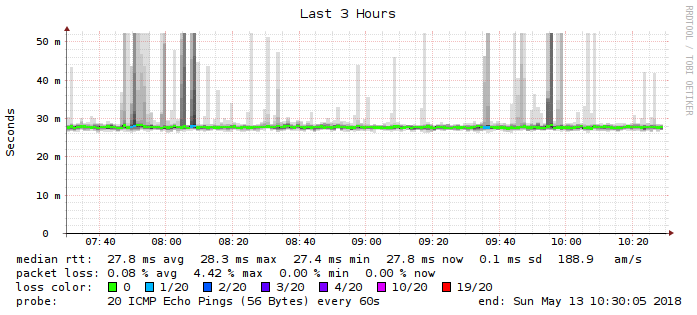 Last 3 Hours
RRDTOOL / TOBI OETIKER
Seconds
50 m
40 m
30 m
20 m
10 m
0
07:40 08:00 08:20 08:40 09:00 09:20 09:40 10:00 10:20
median rtt: 27.8 ms avg 28.3 ms max 27.4 ms min 27.8 ms now 0.1 ms sd 188.9 am/s
packet loss: 0.08 % avg 4.42 % max 0.00 % min 0.00 % now
loss color: 0 1/20 2/20 3/20 4/20 10/20 19/20
probe: 20 ICMP Echo Pings (56 Bytes) every 60s end: Sun May 13 10:30:05 2018